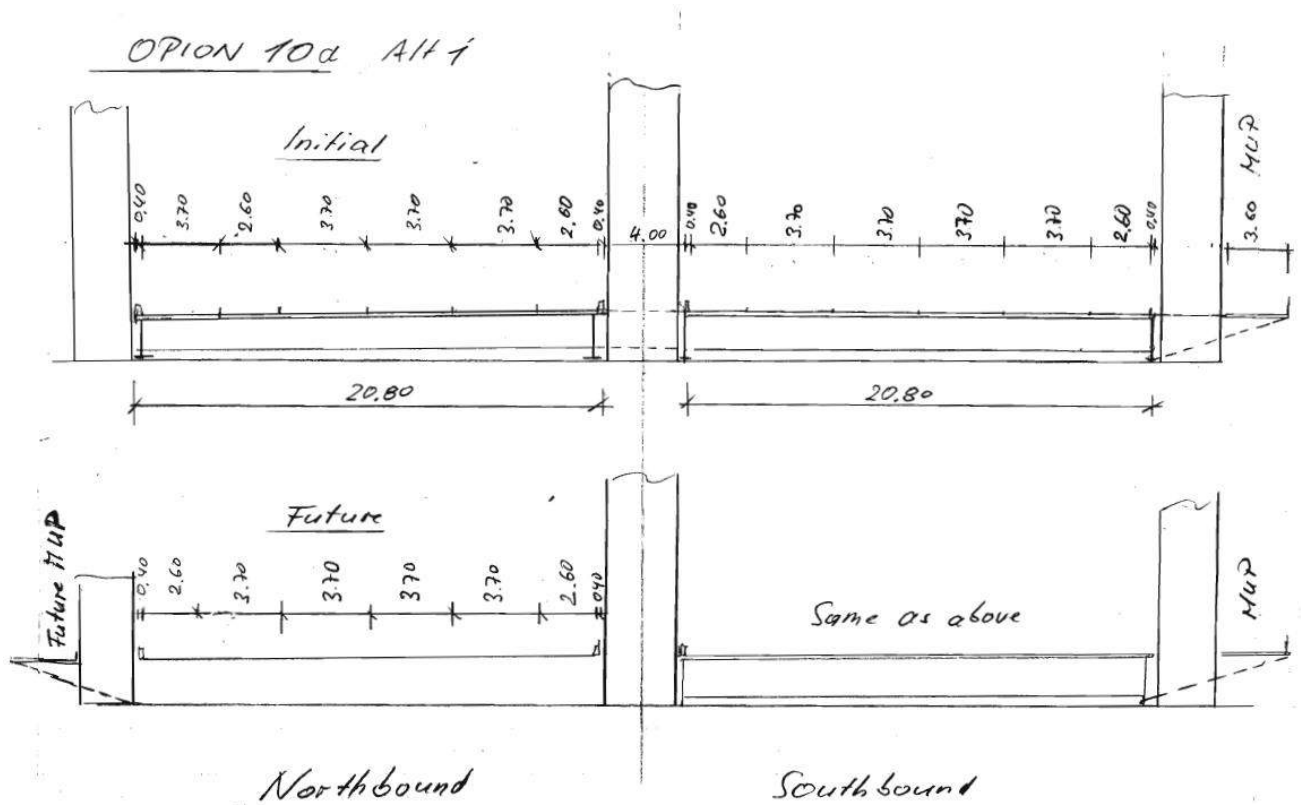 OPION 10a Alt 1
Initial
0.40 3.70 2.60 3.70 3.70 3.70 2.60 0.40 4.00 0.40 2.60 3.70 3.70 3.70 3.70 2.60 0.40 3.60 MUP
20.80 20.80
Future
Future MUP 0.40 2.60 3.70 3.70 3.70 3.70 2.60 0.40 Same as above MUP
Northbound Southbound